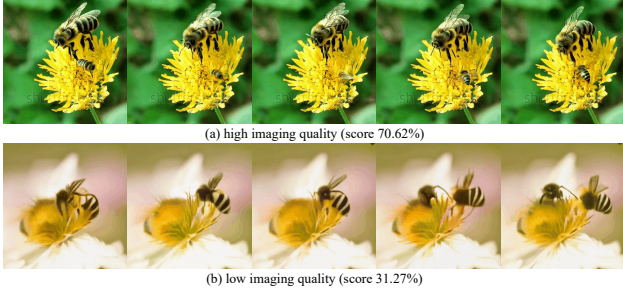 (a) high imaging quality (score 70.62%)
(b) low imaging quality (score 31.27%)